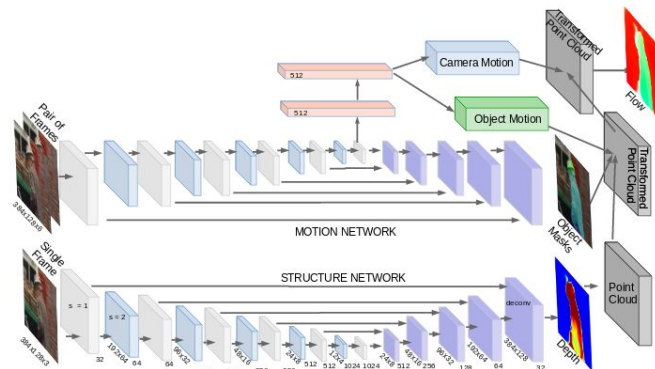 Transformed
Point Cloud
Camera Motion
512
Flow
Pair of
Frames
512
Object Motion
Transformed
Point Cloud
384x128x6
Object
Masks
MOTION NETWORK
Single
Frame
STRUCTURE NETWORK
Point
Cloud
deconv
s = 1
s = 2
384x128x3
32
192x64
64
64
96x32
48x16
24x8
512
512
12x4
1024
1024
24x8
512
48x16
256
96x32
128
192x64
64
384x128
32
Depth